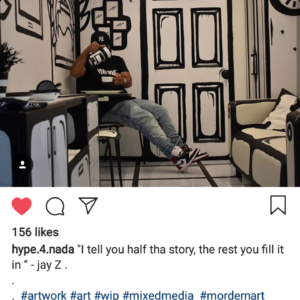 156 likes
hype.4.nada "I tell you half tha story, the rest you fill it
in " - jay Z .
.
. #artwork #art #wip #mixedmedia #mordernart